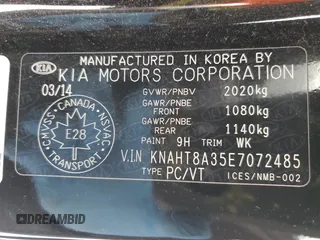 MANUFACTURED IN KOREA BY
KIA
KIA MOTORS CORPORATION
03/14
GVWR/PNBV 2020kg
GAWR/PNBE
FRONT 1080kg
GAWR/PNBE
REAR 1140kg
PAINT 9H TRIM WK
V.I.N KNAHT8A35E7072485
TYPE PC/VT ICES/NMB-002
CMVSS · CANADA · NSVAC
E28
TRANSPORT
DREAMBID